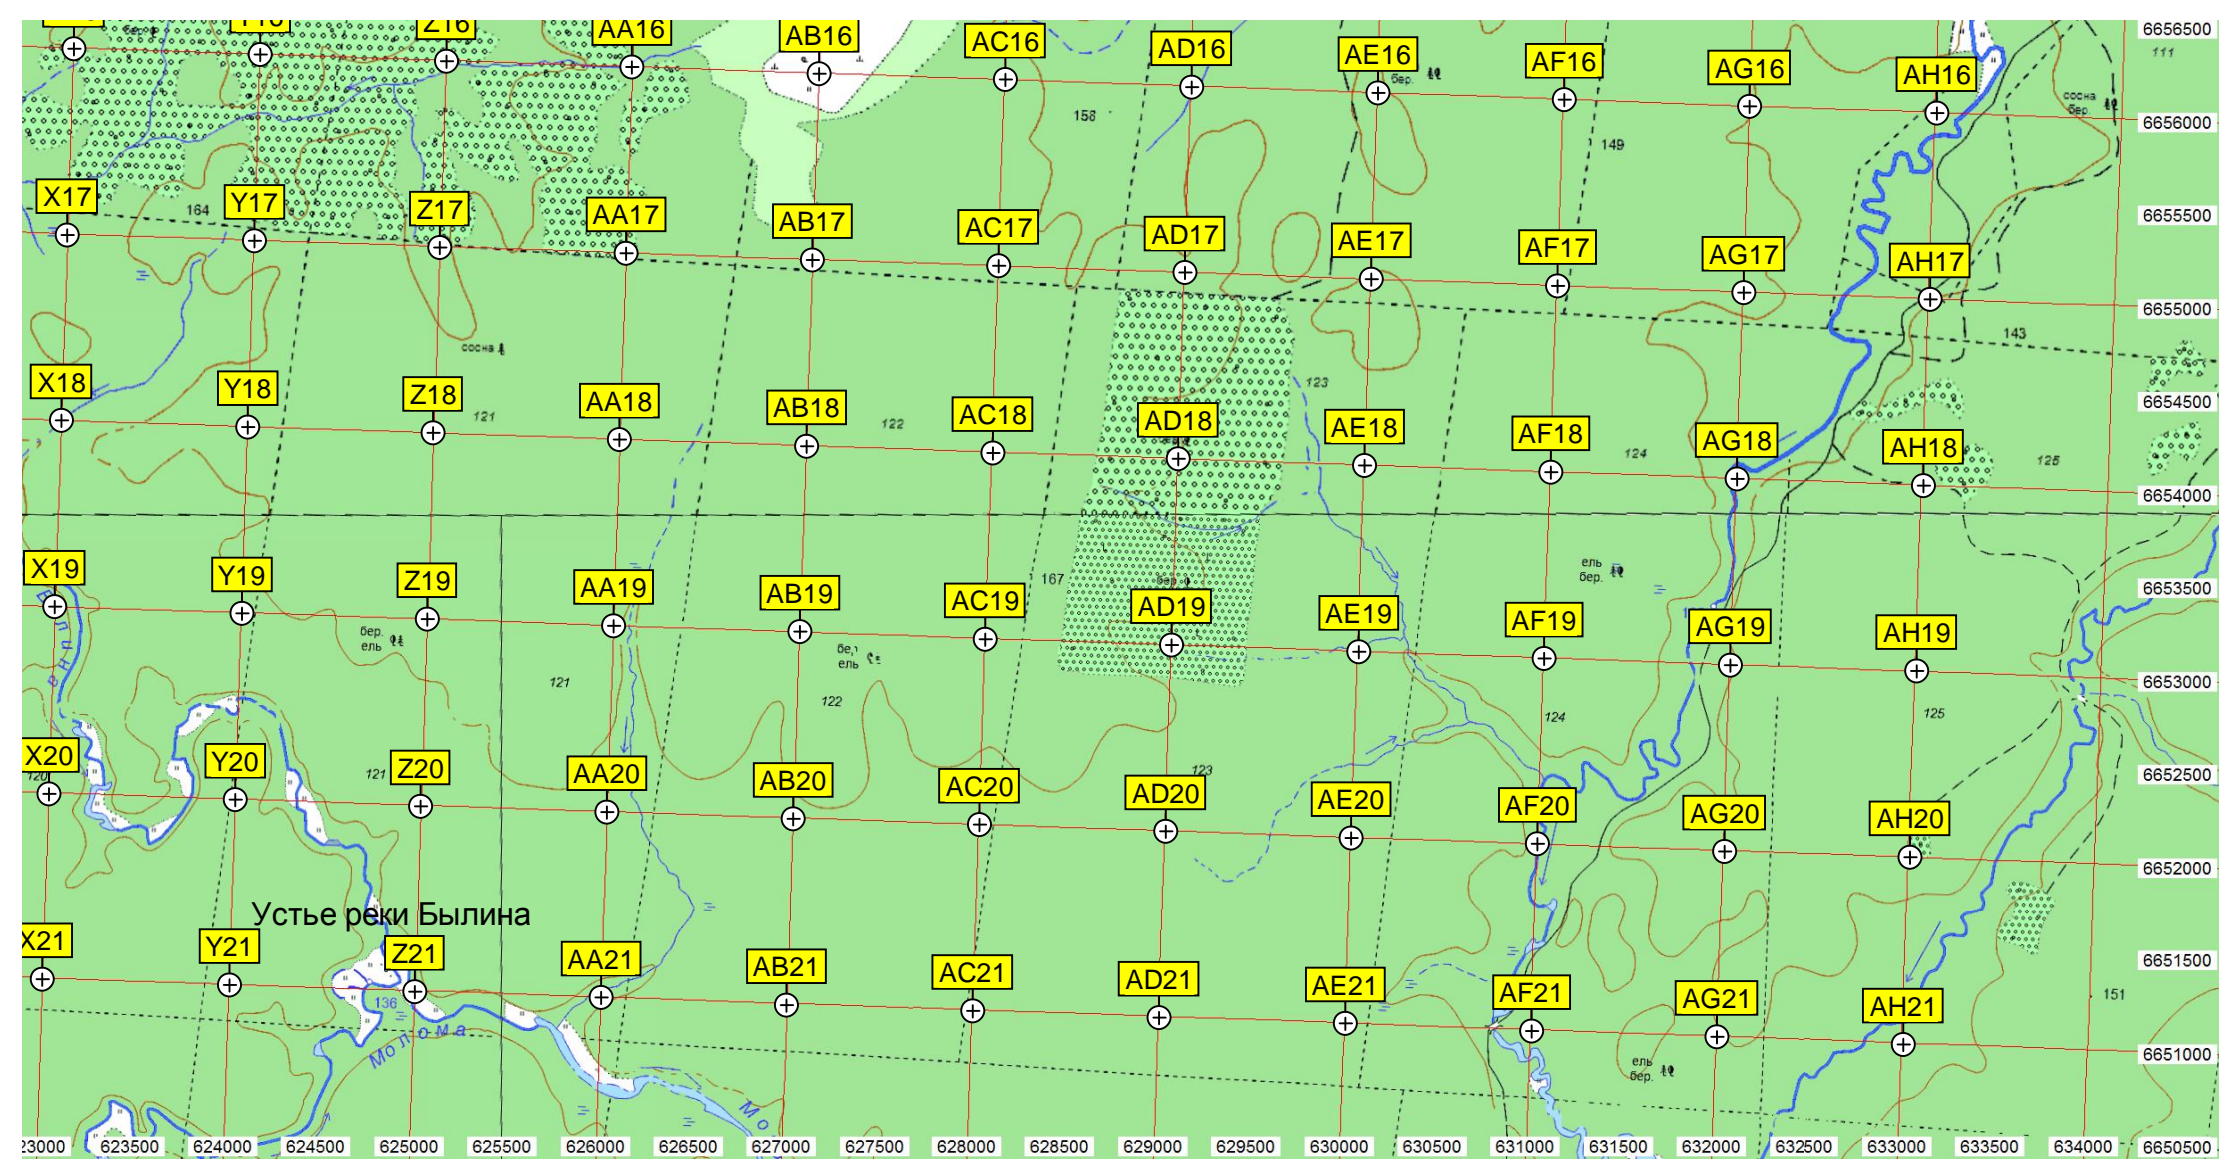 Z16 AA16 AB16 AC16 AD16 AE16 AF16 AG16 AH16 6656500
бер. 111
158 сосна бер. 6656000
149
X17 164 Y17 Z17 AA17 AB17 AC17 AD17 AE17 AF17 AG17 AH17 6655500
6655000
143
сосна
X18 Y18 Z18 AA18 AB18 AC18 AD18 AE18 AF18 AG18 AH18 6654500
121 122 123 124 125
6654000
X19 Y19 Z19 AA19 AB19 AC19 AD19 AE19 AF19 AG19 AH19 6653500
167 бер. ель бер.
бер. ель
ель
121 122 124 125 6653000
X20 Y20 Z20 AA20 AB20 AC20 AD20 AE20 AF20 AG20 AH20 6652500
120 121 123
6652000
Устье реки Былина
X21 Y21 Z21 AA21 AB21 AC21 AD21 AE21 AF21 AG21 AH21 6651500
136 151
Молома
ель
бер.
6651000
Мо
623500 624000 624500 625000 625500 626000 626500 627000 627500 628000 628500 629000 629500 630000 630500 631000 631500 632000 632500 633000 633500 634000 6650500